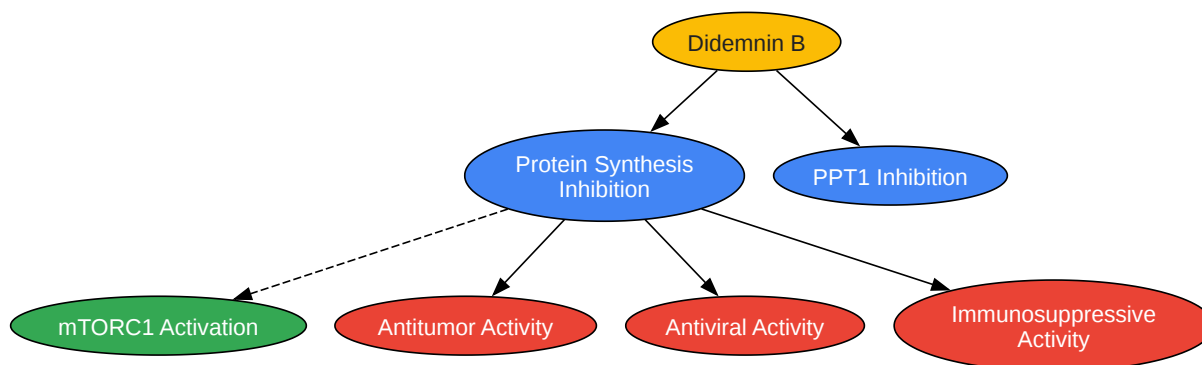 Didemnin B
Protein Synthesis
Inhibition
PPT1 Inhibition
mTORC1 Activation
Antitumor Activity
Antiviral Activity
Immunosuppressive
Activity